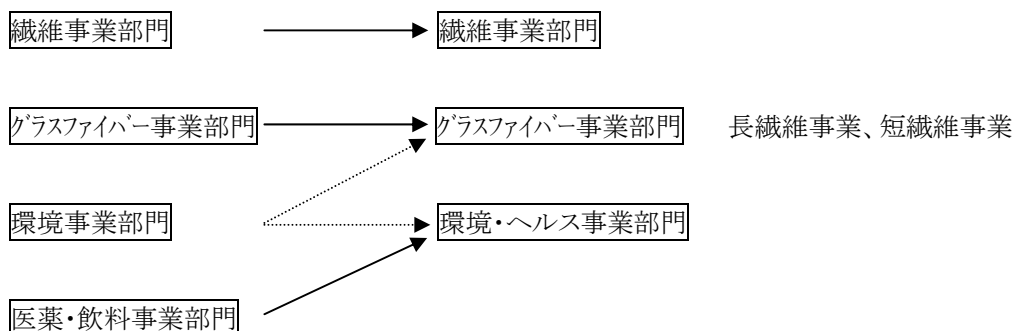 繊維事業部門 繊維事業部門
グラスファイバー事業部門 グラスファイバー事業部門 長繊維事業、短繊維事業
環境事業部門 環境・ヘルス事業部門
医薬・飲料事業部門